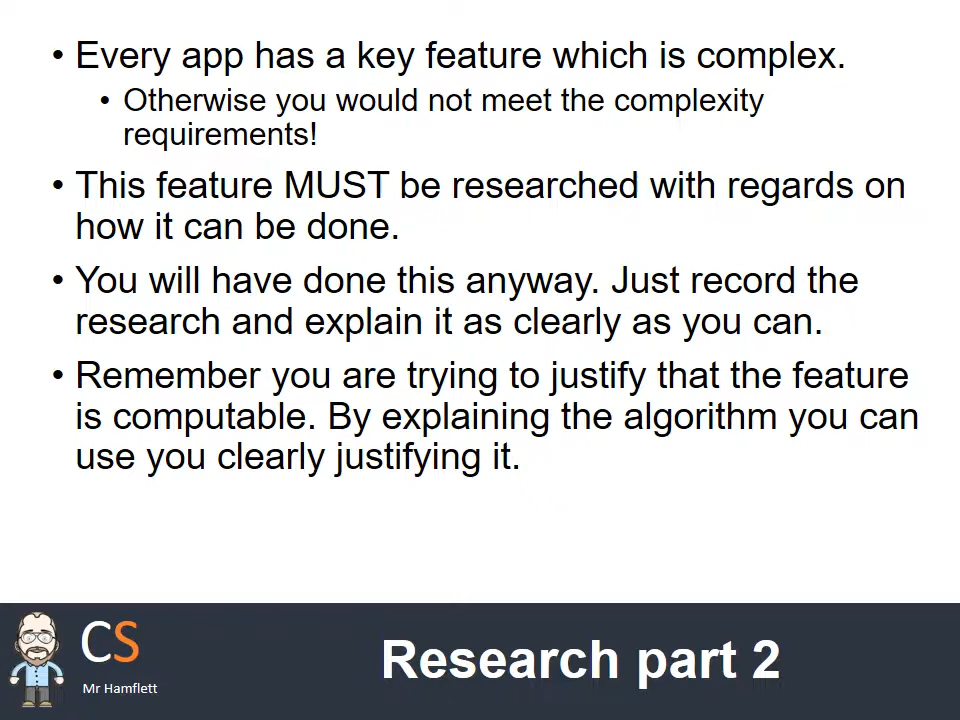 • Every app has a key feature which is complex.
• Otherwise you would not meet the complexity
requirements!
• This feature MUST be researched with regards on
how it can be done.
• You will have done this anyway. Just record the
research and explain it as clearly as you can.
• Remember you are trying to justify that the feature
is computable. By explaining the algorithm you can
use you clearly justifying it.
CS
Mr Hamflett
Research part 2